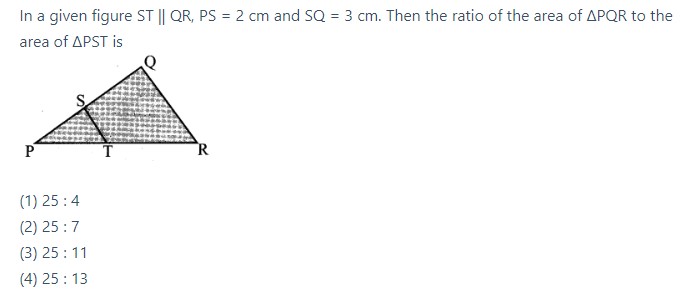 In a given figure ST || QR, PS = 2 cm and SQ = 3 cm. Then the ratio of the area of ΔPQR to the
area of ΔPST is
Q
S
P
T
R
(1) 25 : 4
(2) 25 : 7
(3) 25 : 11
(4) 25 : 13